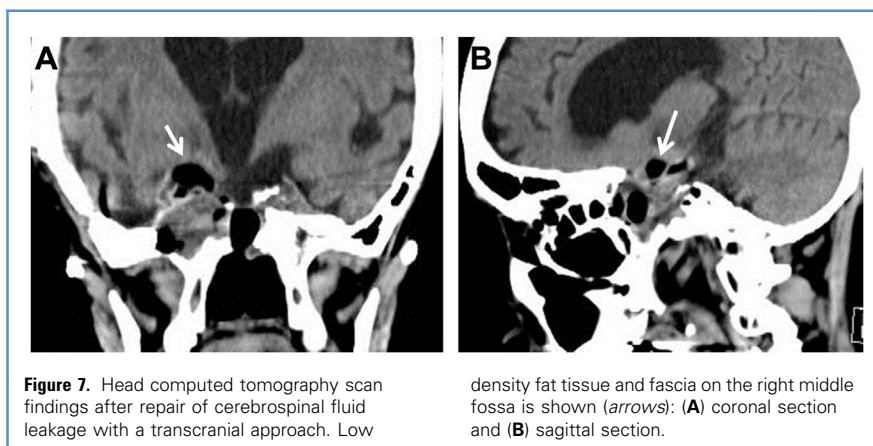 A
B
Figure 7. Head computed tomography scan
findings after repair of cerebrospinal fluid
leakage with a transcranial approach. Low
density fat tissue and fascia on the right middle
fossa is shown (arrows): (A) coronal section
and (B) sagittal section.